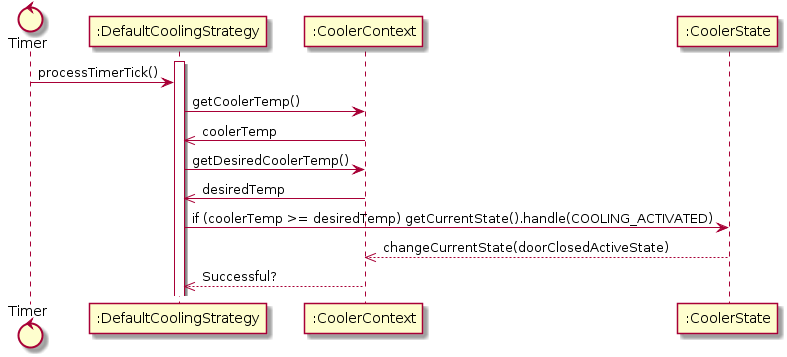 Timer
:DefaultCoolingStrategy
:CoolerContext
:CoolerState
processTimerTick()
getCoolerTemp()
coolerTemp
getDesiredCoolerTemp()
desiredTemp
if (coolerTemp >= desiredTemp) getCurrentState().handle(COOLING_ACTIVATED)
changeCurrentState(doorClosedActiveState)
Successful?
Timer
:DefaultCoolingStrategy
:CoolerContext
:CoolerState